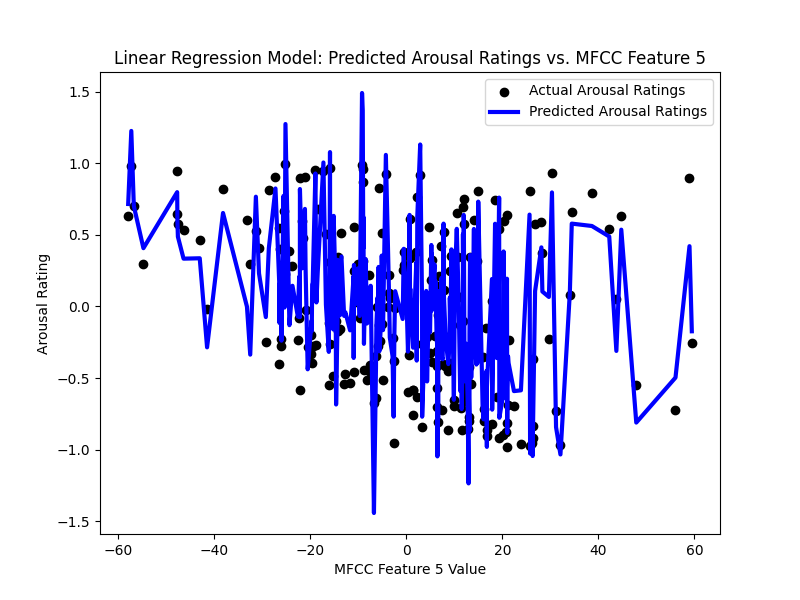 Linear Regression Model: Predicted Arousal Ratings vs. MFCC Feature 5
Actual Arousal Ratings
Predicted Arousal Ratings
Arousal Rating
1.5
1.0
0.5
0.0
−0.5
−1.0
−1.5
−60 −40 −20 0 20 40 60
MFCC Feature 5 Value